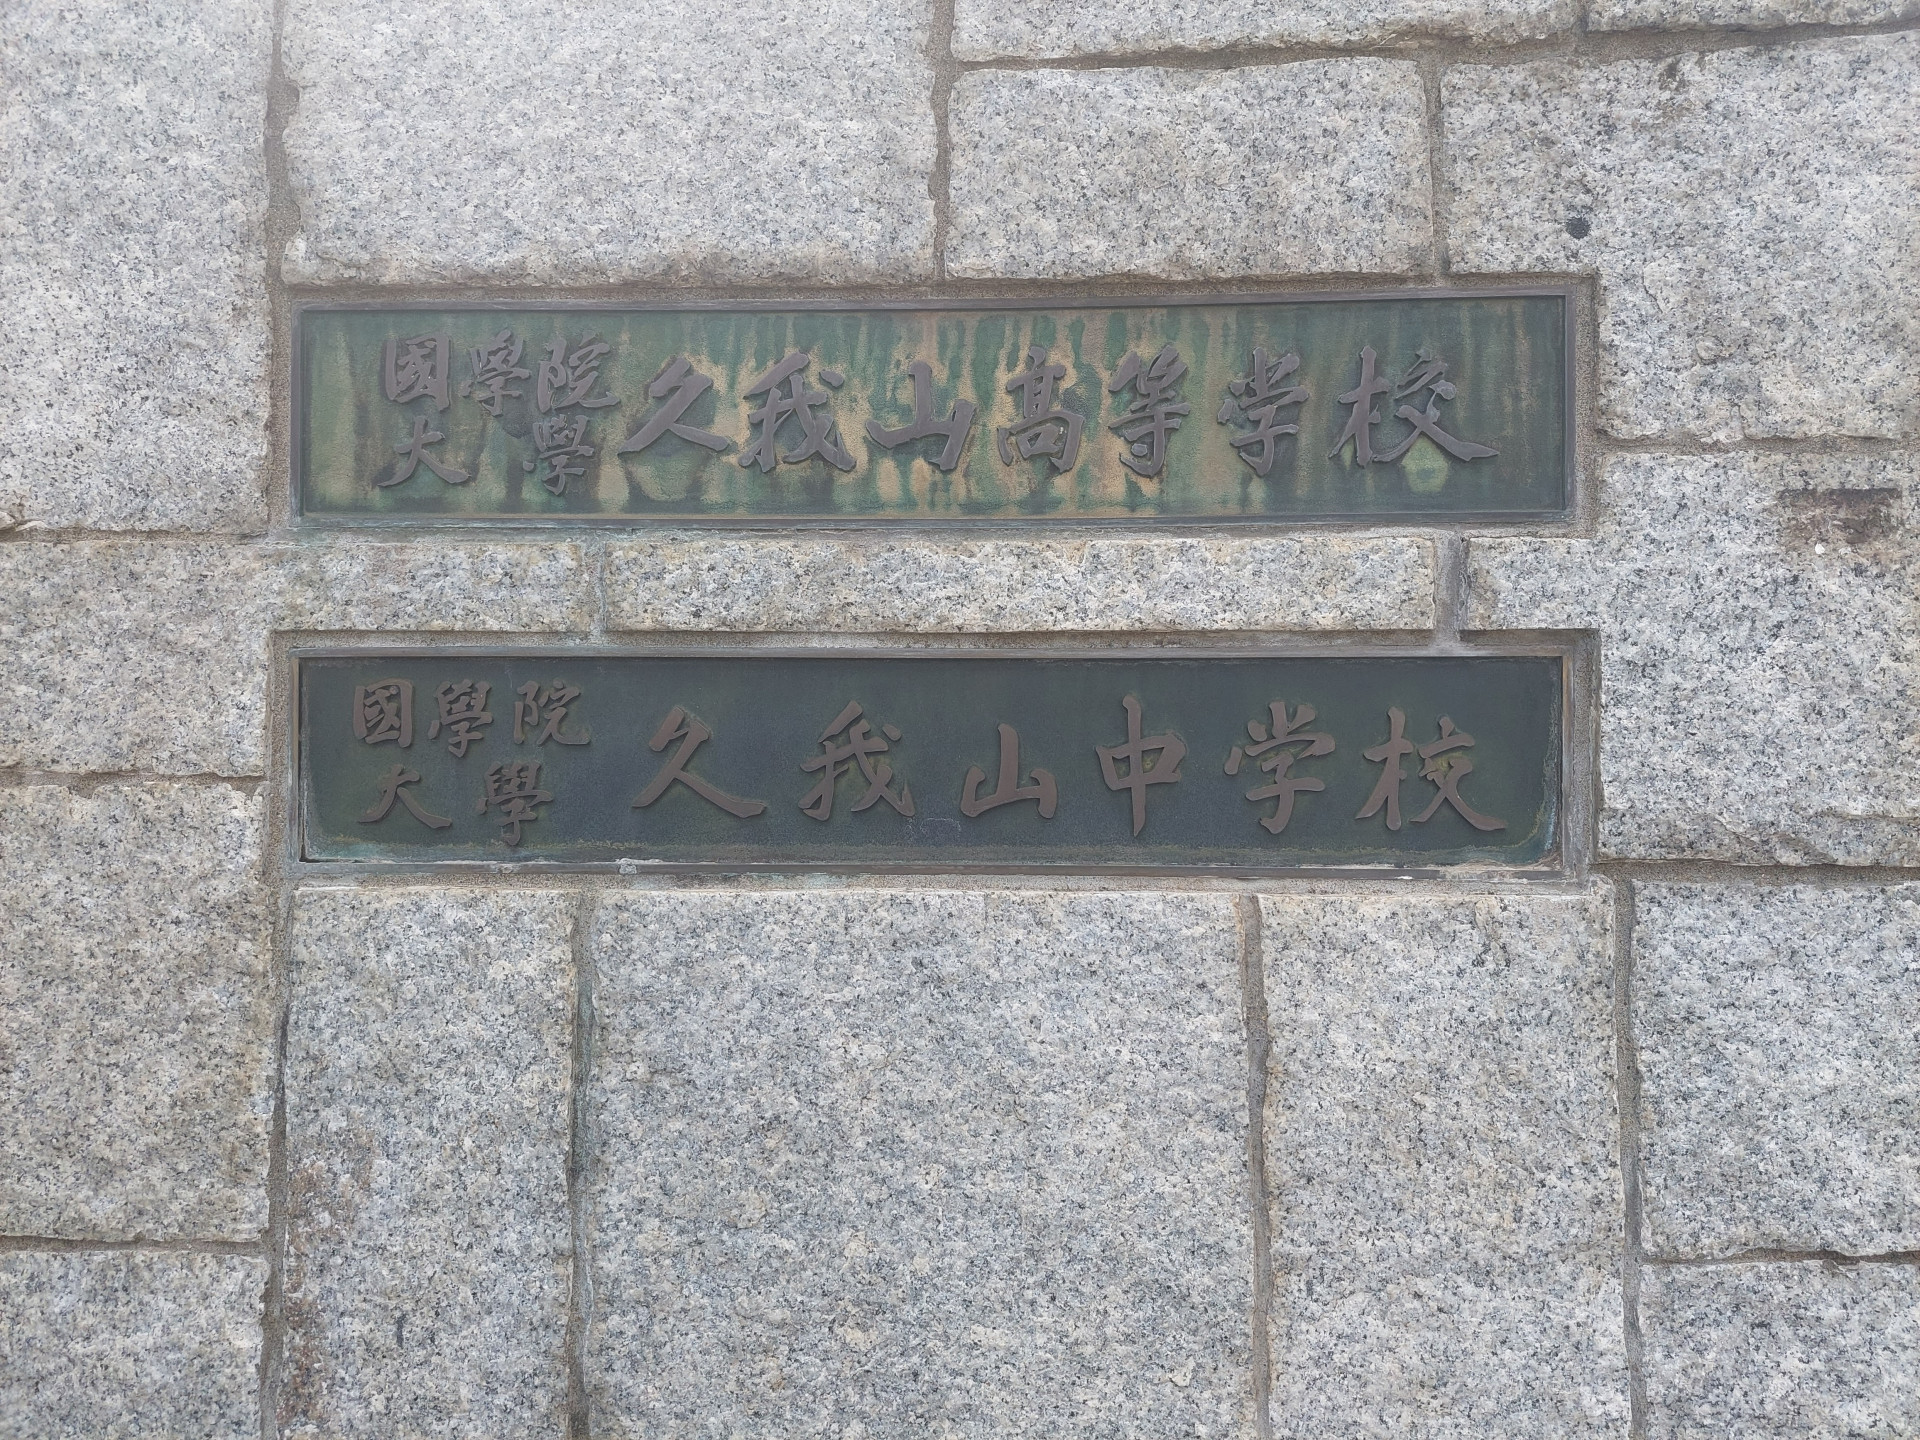 國學院
大學
久我山高等学校
國學院
大學
久我山中学校